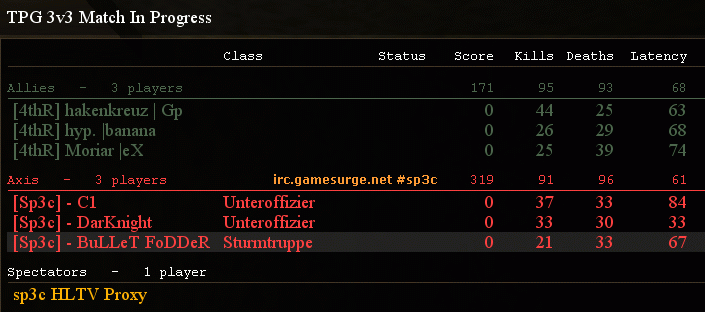 TPG 3v3 Match In Progress
Class Status Score Kills Deaths Latency
Allies - 3 players 171 95 93 68
[4thR] hakenkreuz | Gp 0 44 25 63
[4thR] hyp. |banana 0 26 29 68
[4thR] Moriar |eX 0 25 39 74
Axis - 3 players irc.gamesurge.net #sp3c 319 91 96 61
[Sp3c] - C1 Unteroffizier 0 37 33 84
[Sp3c] - DarKnight Unteroffizier 0 33 30 33
[Sp3c] - BuLLeT FoDDeR Sturmtruppe 0 21 33 67
Spectators - 1 player
sp3c HLTV Proxy